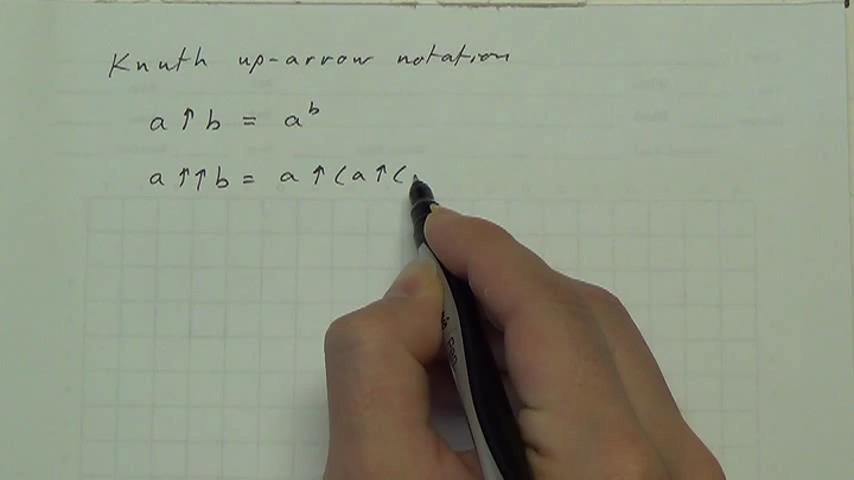 Knuth up-arrow notation
a ↑ b = a^b
a ↑↑ b = a ↑ ( a ↑ (